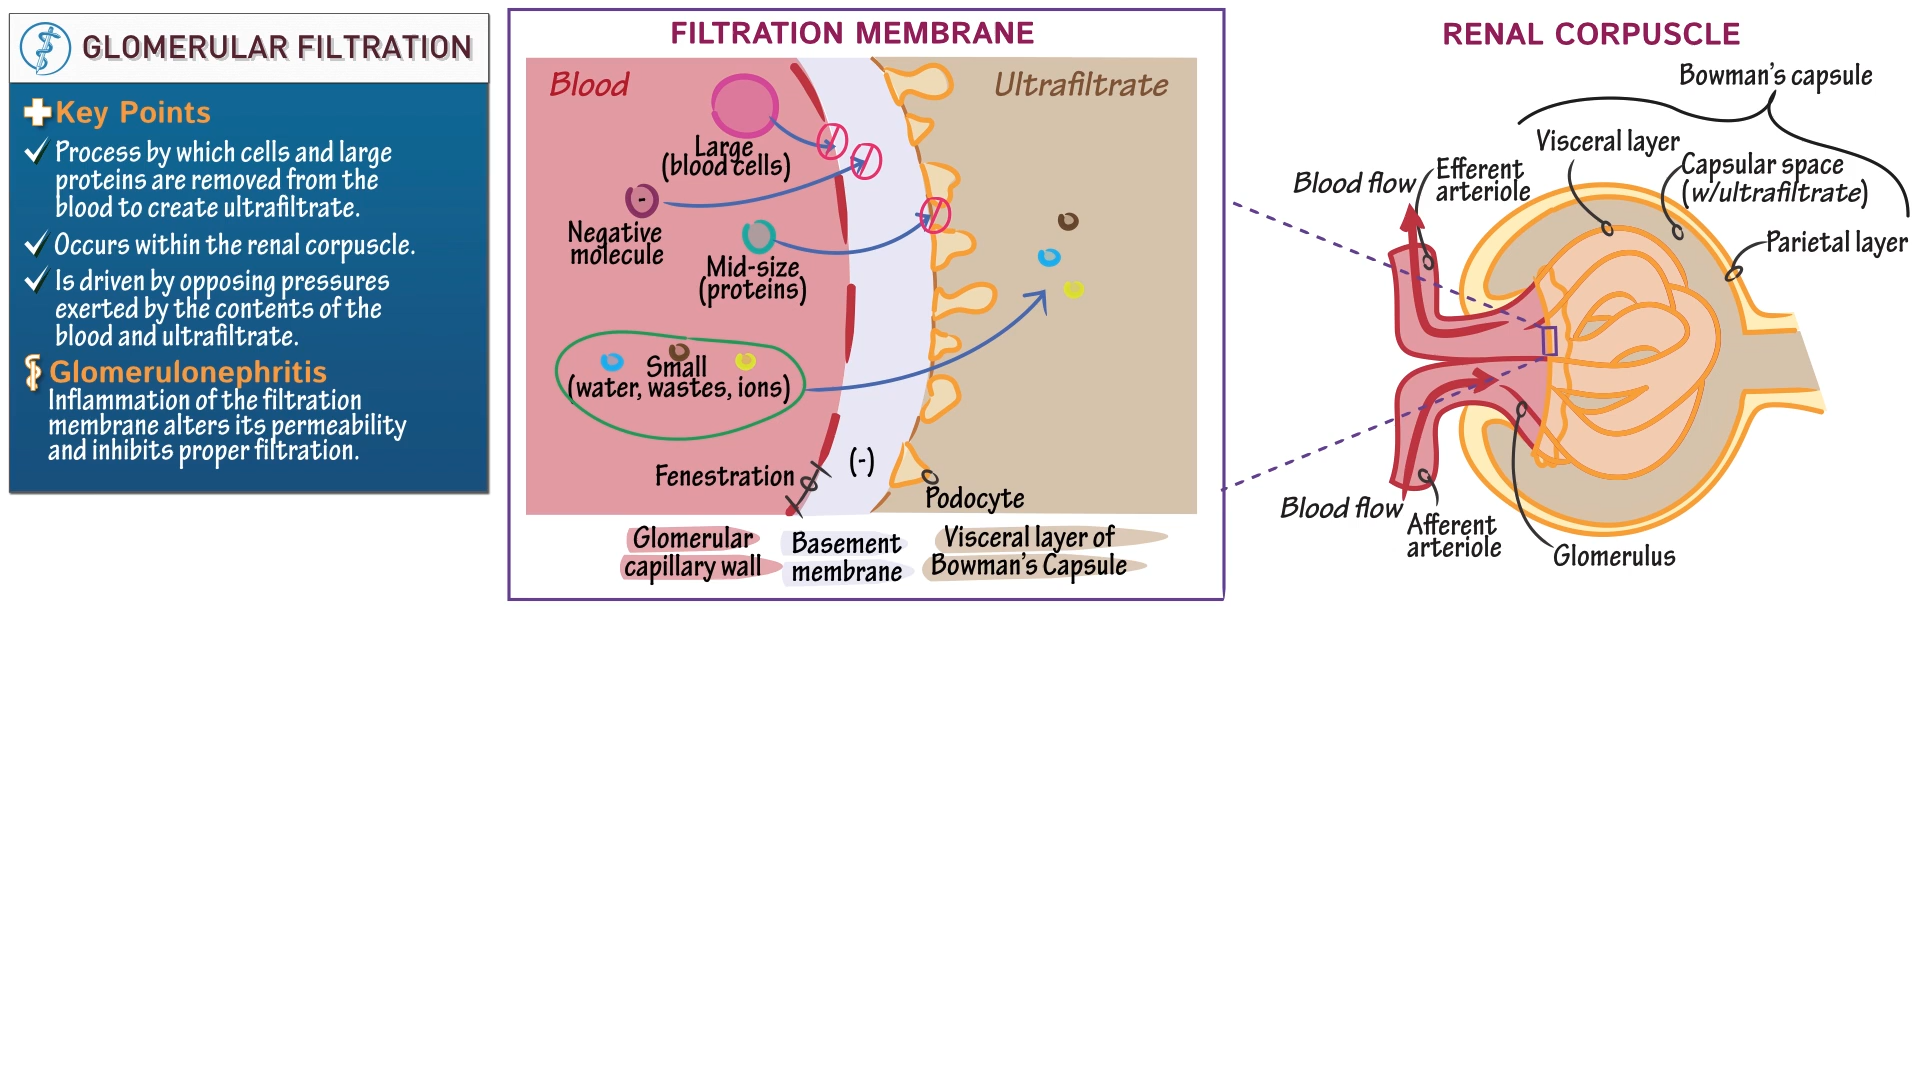 GLOMERULAR FILTRATION
Key Points
Process by which cells and large
proteins are removed from the
blood to create ultrafiltrate.
Occurs within the renal corpuscle.
Is driven by opposing pressures
exerted by the contents of the
blood and ultrafiltrate.
Glomerulonephritis
Inflammation of the filtration
membrane alters its permeability
and inhibits proper filtration.
FILTRATION MEMBRANE
Blood
Ultrafiltrate
Large
(blood cells)
-
Negative
molecule
Mid-size
(proteins)
Small
(water, wastes, ions)
Fenestration
(-)
Podocyte
Glomerular
capillary wall
Basement
membrane
Visceral layer of
Bowman's Capsule
RENAL CORPUSCLE
Bowman's capsule
Visceral layer
Capsular space
(w/ultrafiltrate)
Parietal layer
Efferent
arteriole
Blood flow
Blood flow
Afferent
arteriole
Glomerulus